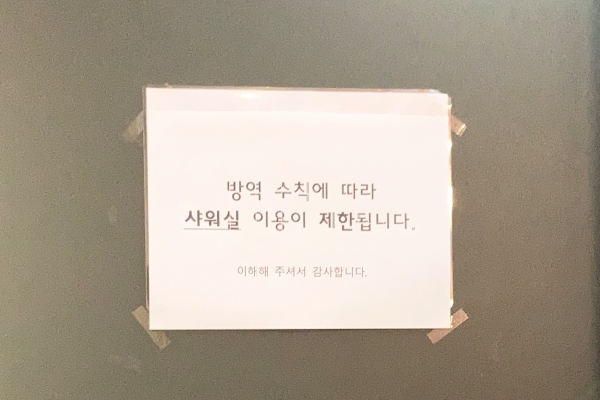 방역 수칙에 따라
샤워실 이용이 제한됩니다.
이해해 주셔서 감사합니다.